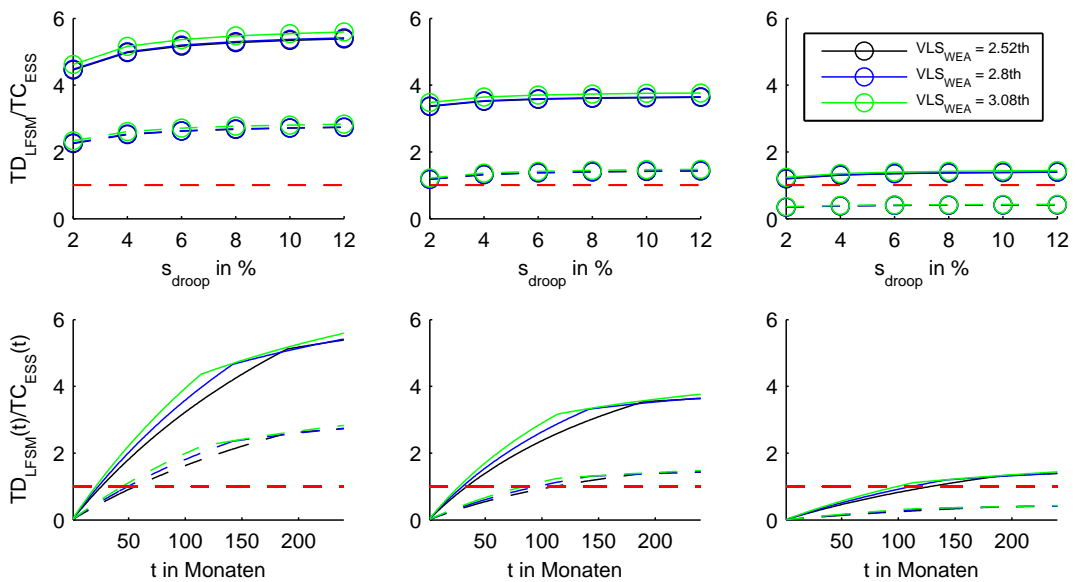 TD_LFSM/TC_ESS
6
4
2
0
2 4 6 8 10 12
s_droop in %
6
4
2
0
2 4 6 8 10 12
s_droop in %
6
4
2
0
2 4 6 8 10 12
s_droop in %
VLS_WEA = 2.52th
VLS_WEA = 2.8th
VLS_WEA = 3.08th
TD_LFSM(t)/TC_ESS(t)
6
4
2
0
50 100 150 200
t in Monaten
6
4
2
0
50 100 150 200
t in Monaten
6
4
2
0
50 100 150 200
t in Monaten